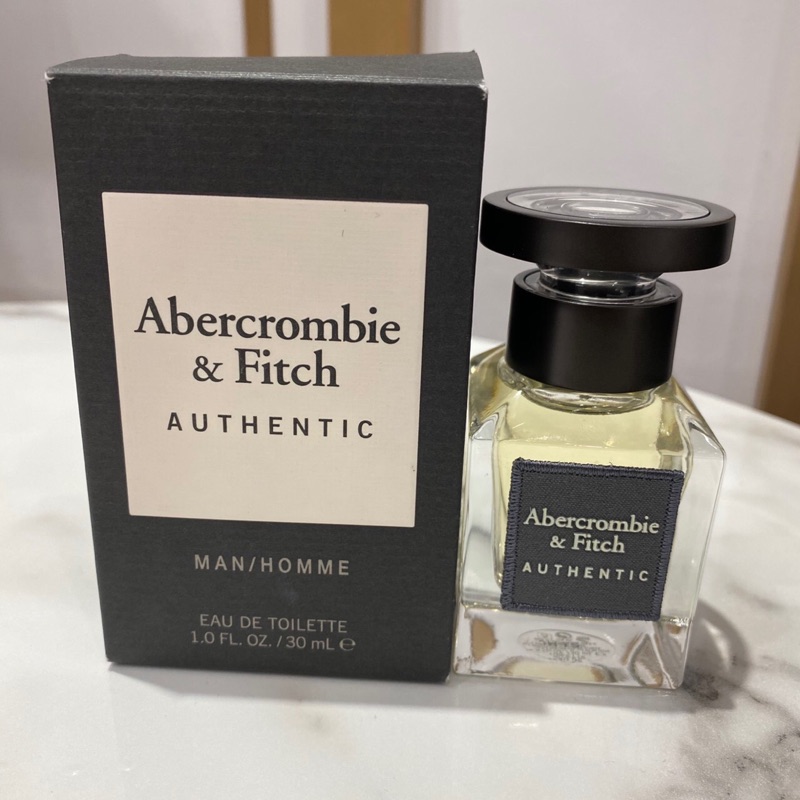 Abercrombie
& Fitch
AUTHENTIC
MAN/HOMME
EAU DE TOILETTE
1.0 FL. OZ. / 30 mL ℮
Abercrombie
& Fitch
AUTHENTIC